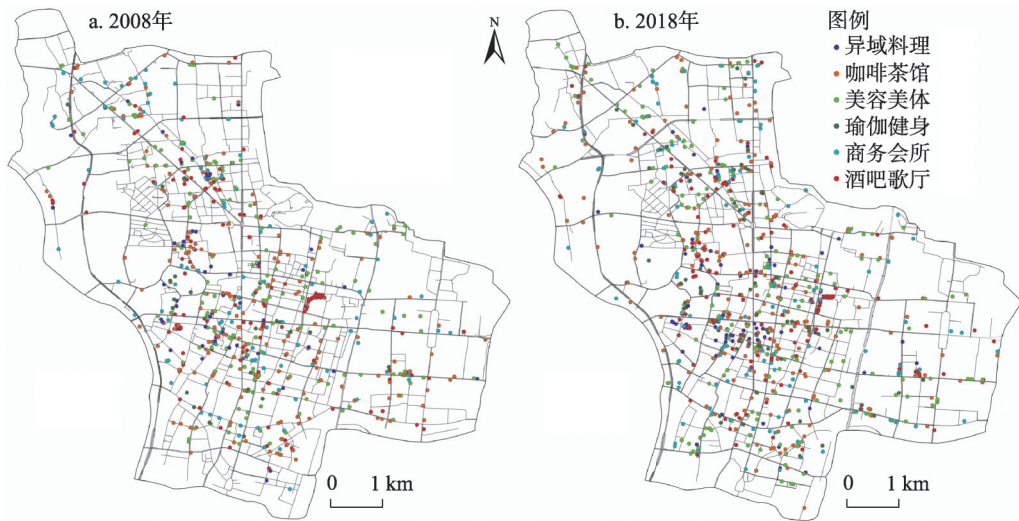 a. 2008年
N
b. 2018年
图例
异域料理
咖啡茶馆
美容美体
瑜伽健身
商务会所
酒吧歌厅
0 1 km
0 1 km